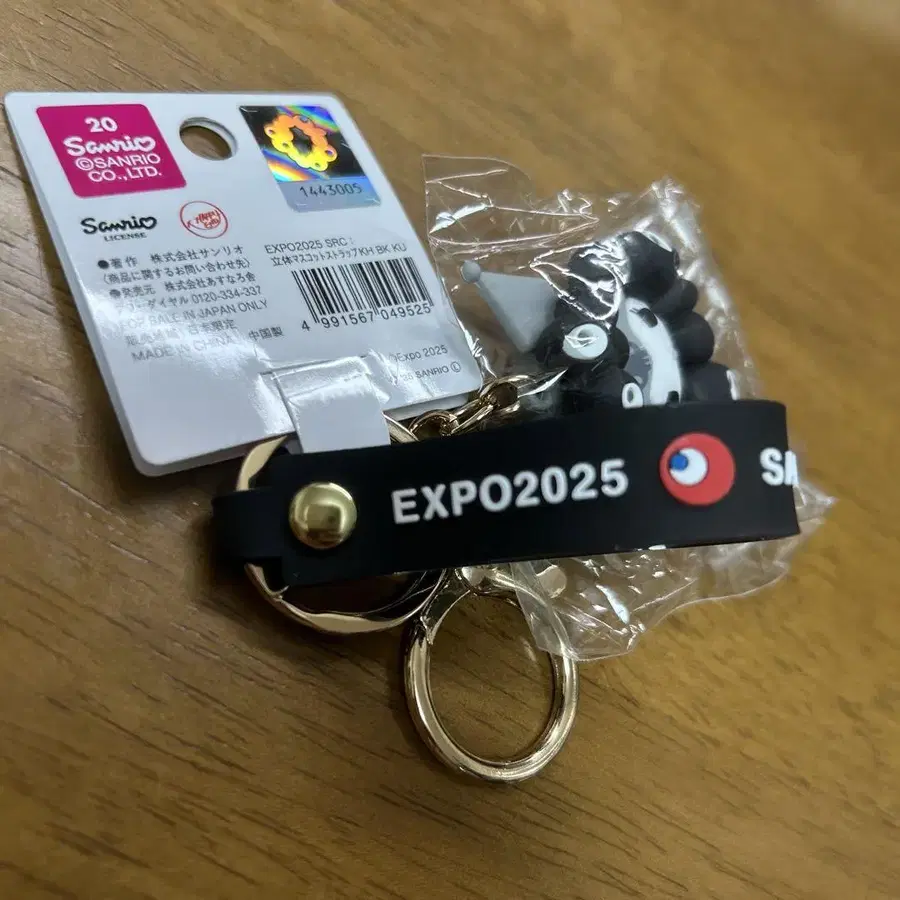 20
Sanrio
©SANRIO
CO.,LTD.
1443005
Sanrio
LICENSE
●著作 株式会社サンリオ
(商品に関するお問い合わせ先)
●発売元 株式会社あすなろ舎
フリーダイヤル 0120-334-337
FOR SALE IN JAPAN ONLY
販売地域 日本限定
MADE IN CHINA 中国製
EXPO2025 SRC:
立体マスコットストラップKH BK KU
4 991567 049525
©Expo 2025
'25 SANRIO Ⓛ
EXPO2025
SA